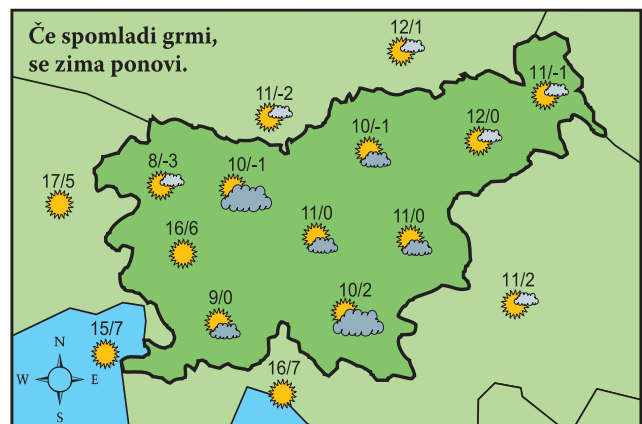 Če spomladi grmi,
se zima ponovi.
12/1
11/-2
11/-1
10/-1
12/0
8/-3
10/-1
17/5
16/6
11/0
11/0
9/0
10/2
11/2
15/7
16/7
N
W
E
S